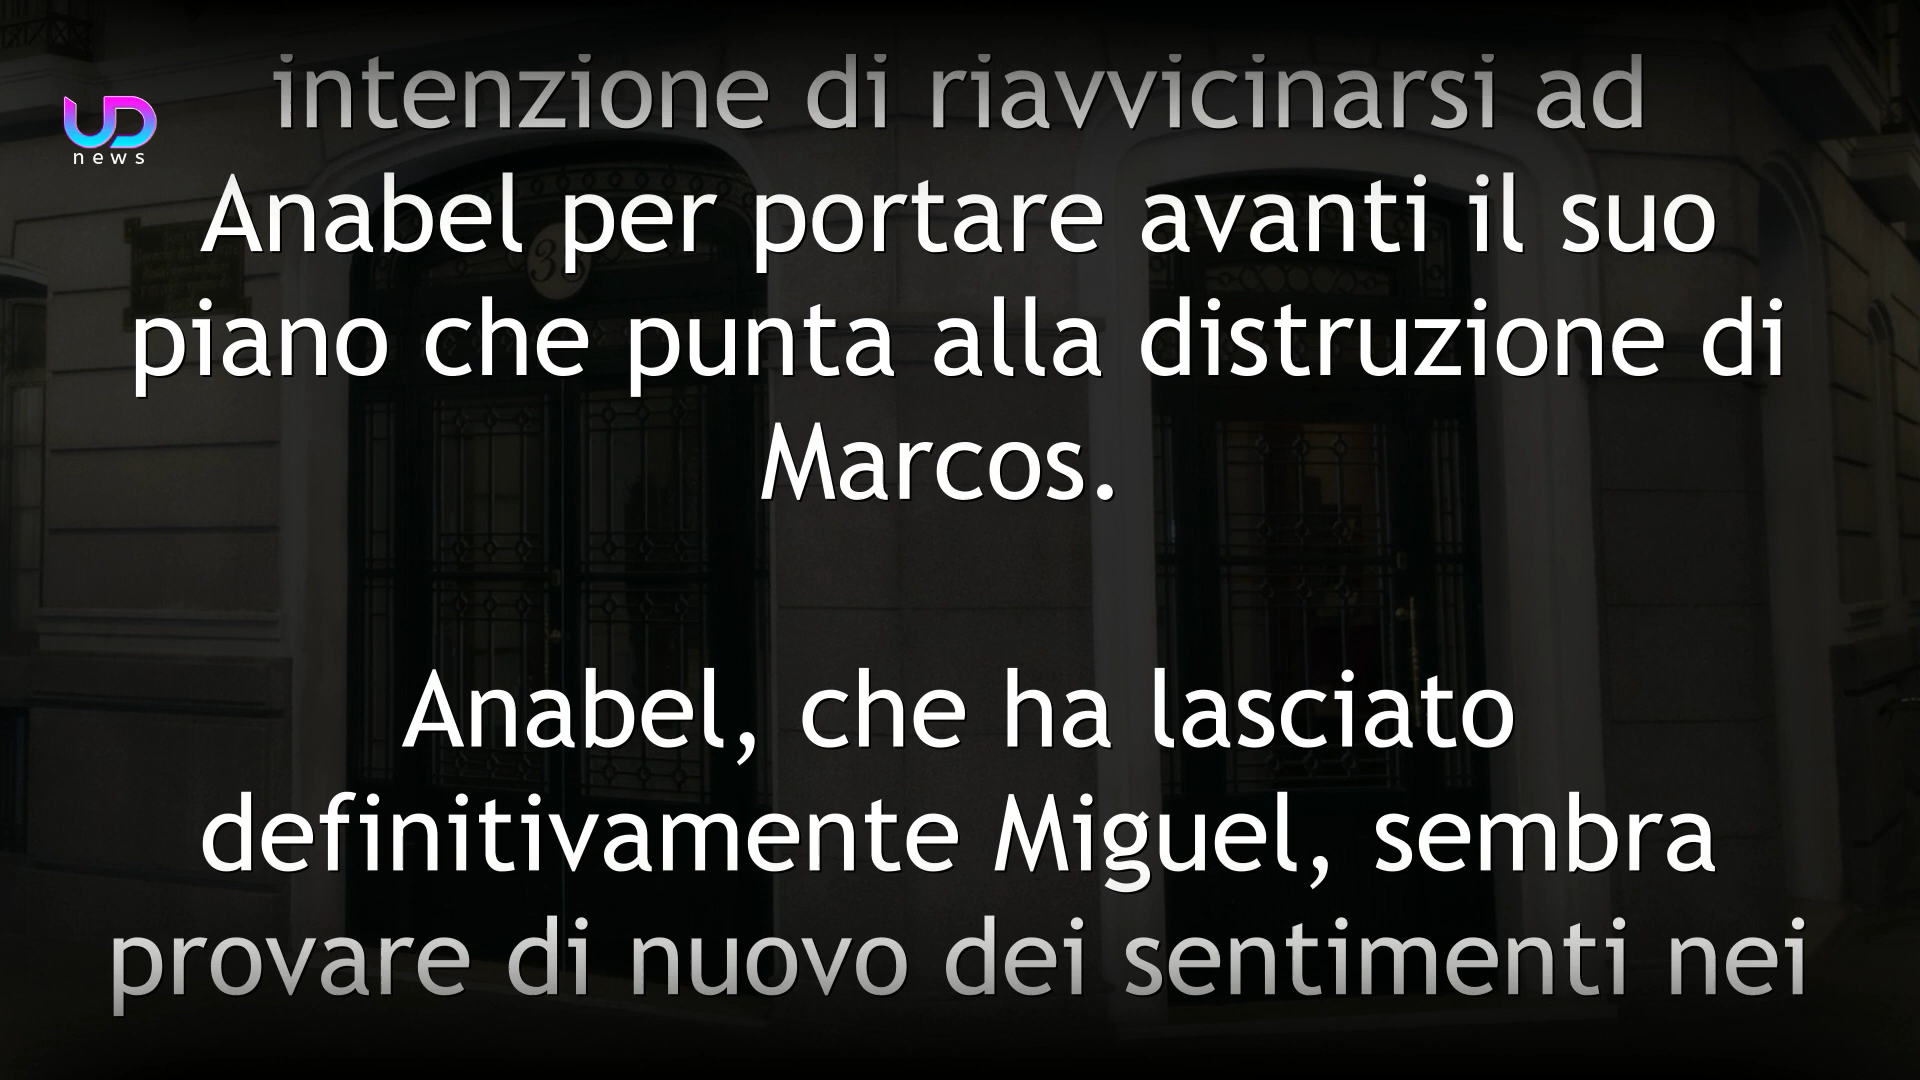 UD
news
intenzione di riavvicinarsi ad
Anabel per portare avanti il suo
piano che punta alla distruzione di
Marcos.
Anabel, che ha lasciato
definitivamente Miguel, sembra
provare di nuovo dei sentimenti nei